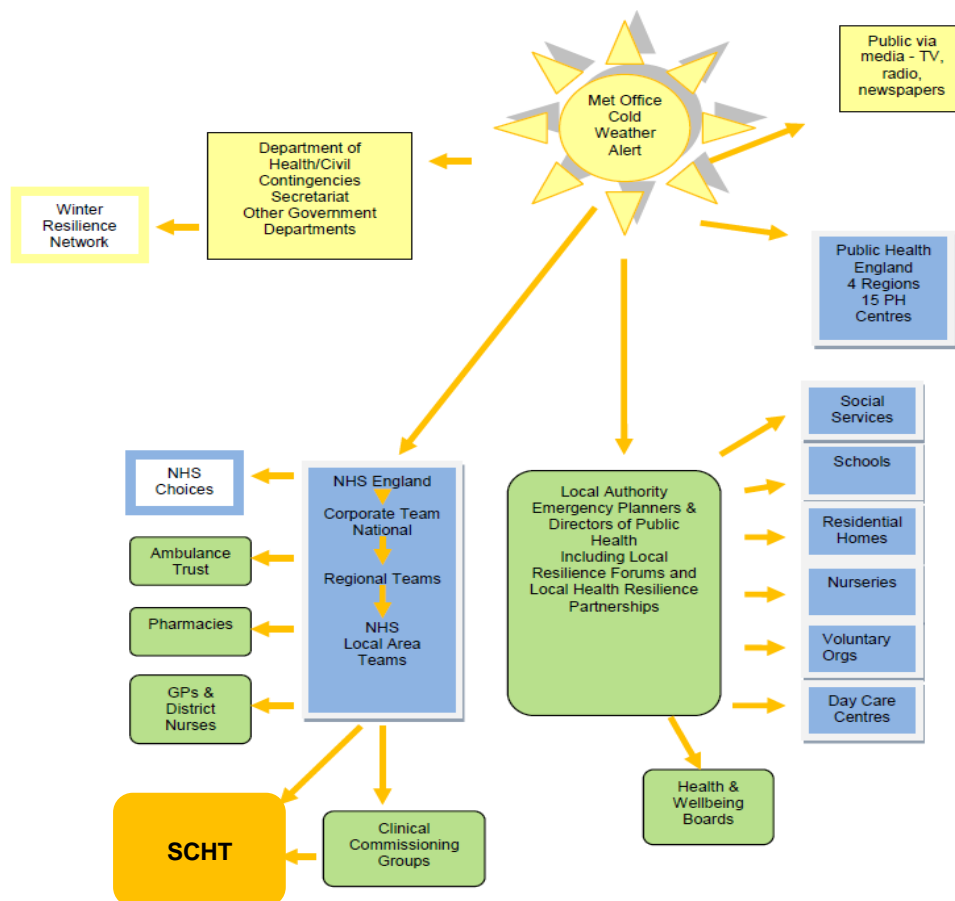 Met Office
Cold
Weather
Alert
Public via
media - TV,
radio,
newspapers
Department of
Health/Civil
Contingencies
Secretariat
Other Government
Departments
Winter
Resilience
Network
Public Health
England
4 Regions
15 PH
Centres
NHS
Choices
Ambulance
Trust
Pharmacies
GPs &
District
Nurses
NHS England
Corporate Team
National
Regional Teams
NHS
Local Area
Teams
Local Authority
Emergency Planners &
Directors of Public
Health
Including Local
Resilience Forums and
Local Health Resilience
Partnerships
Social
Services
Schools
Residential
Homes
Nurseries
Voluntary
Orgs
Day Care
Centres
Health &
Wellbeing
Boards
SCHT
Clinical
Commissioning
Groups